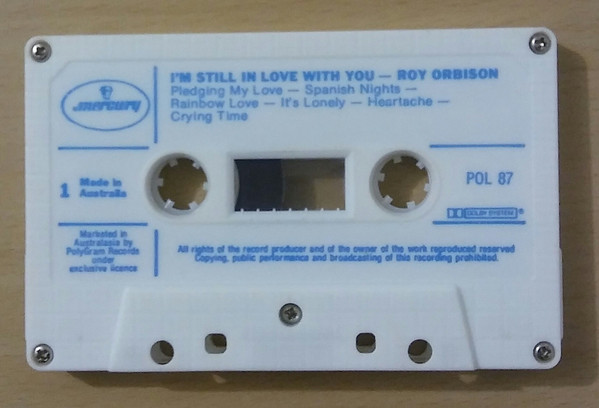 I'M STILL IN LOVE WITH YOU — ROY ORBISON
Pledging My Love — Spanish Nights —
Rainbow Love — It's Lonely — Heartache —
Crying Time
mercury
1
Made in
Australia
POL 87
DOLBY SYSTEM®
Marketed in
Australasia by
PolyGram Records
under
exclusive licence
All rights of the record producer and of the owner of the work reproduced reserved
Copying, public performance and broadcasting of this recording prohibited.